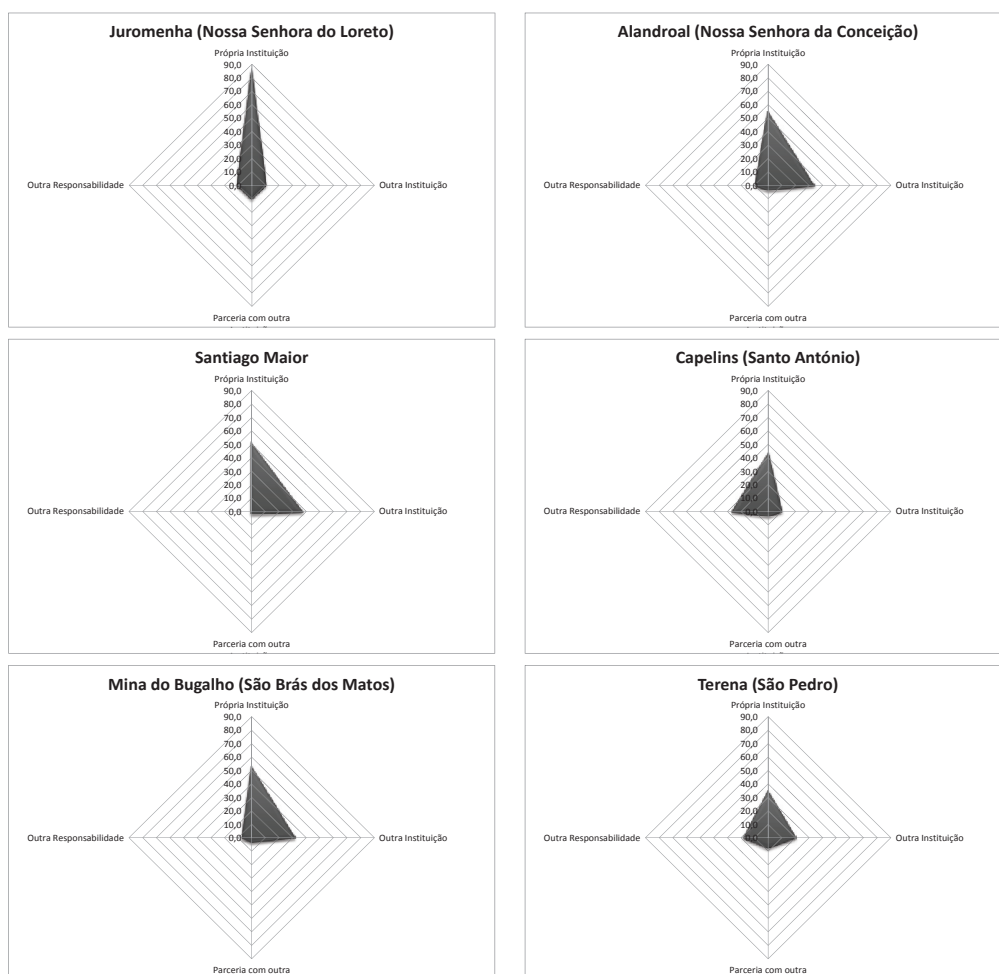 Juromenha (Nossa Senhora do Loreto)
Própria Instituição
90,0
80,0
70,0
60,0
50,0
40,0
30,0
20,0
10,0
0,0
Outra Responsabilidade
Outra Instituição
Parceria com outra
Alandroal (Nossa Senhora da Conceição)
Própria Instituição
90,0
80,0
70,0
60,0
50,0
40,0
30,0
20,0
10,0
0,0
Outra Responsabilidade
Outra Instituição
Parceria com outra
Santiago Maior
Própria Instituição
90,0
80,0
70,0
60,0
50,0
40,0
30,0
20,0
10,0
0,0
Outra Responsabilidade
Outra Instituição
Parceria com outra
Capelins (Santo António)
Própria Instituição
90,0
80,0
70,0
60,0
50,0
40,0
30,0
20,0
10,0
0,0
Outra Responsabilidade
Outra Instituição
Parceria com outra
Mina do Bugalho (São Brás dos Matos)
Própria Instituição
90,0
80,0
70,0
60,0
50,0
40,0
30,0
20,0
10,0
0,0
Outra Responsabilidade
Outra Instituição
Parceria com outra
Terena (São Pedro)
Própria Instituição
90,0
80,0
70,0
60,0
50,0
40,0
30,0
20,0
10,0
0,0
Outra Responsabilidade
Outra Instituição
Parceria com outra